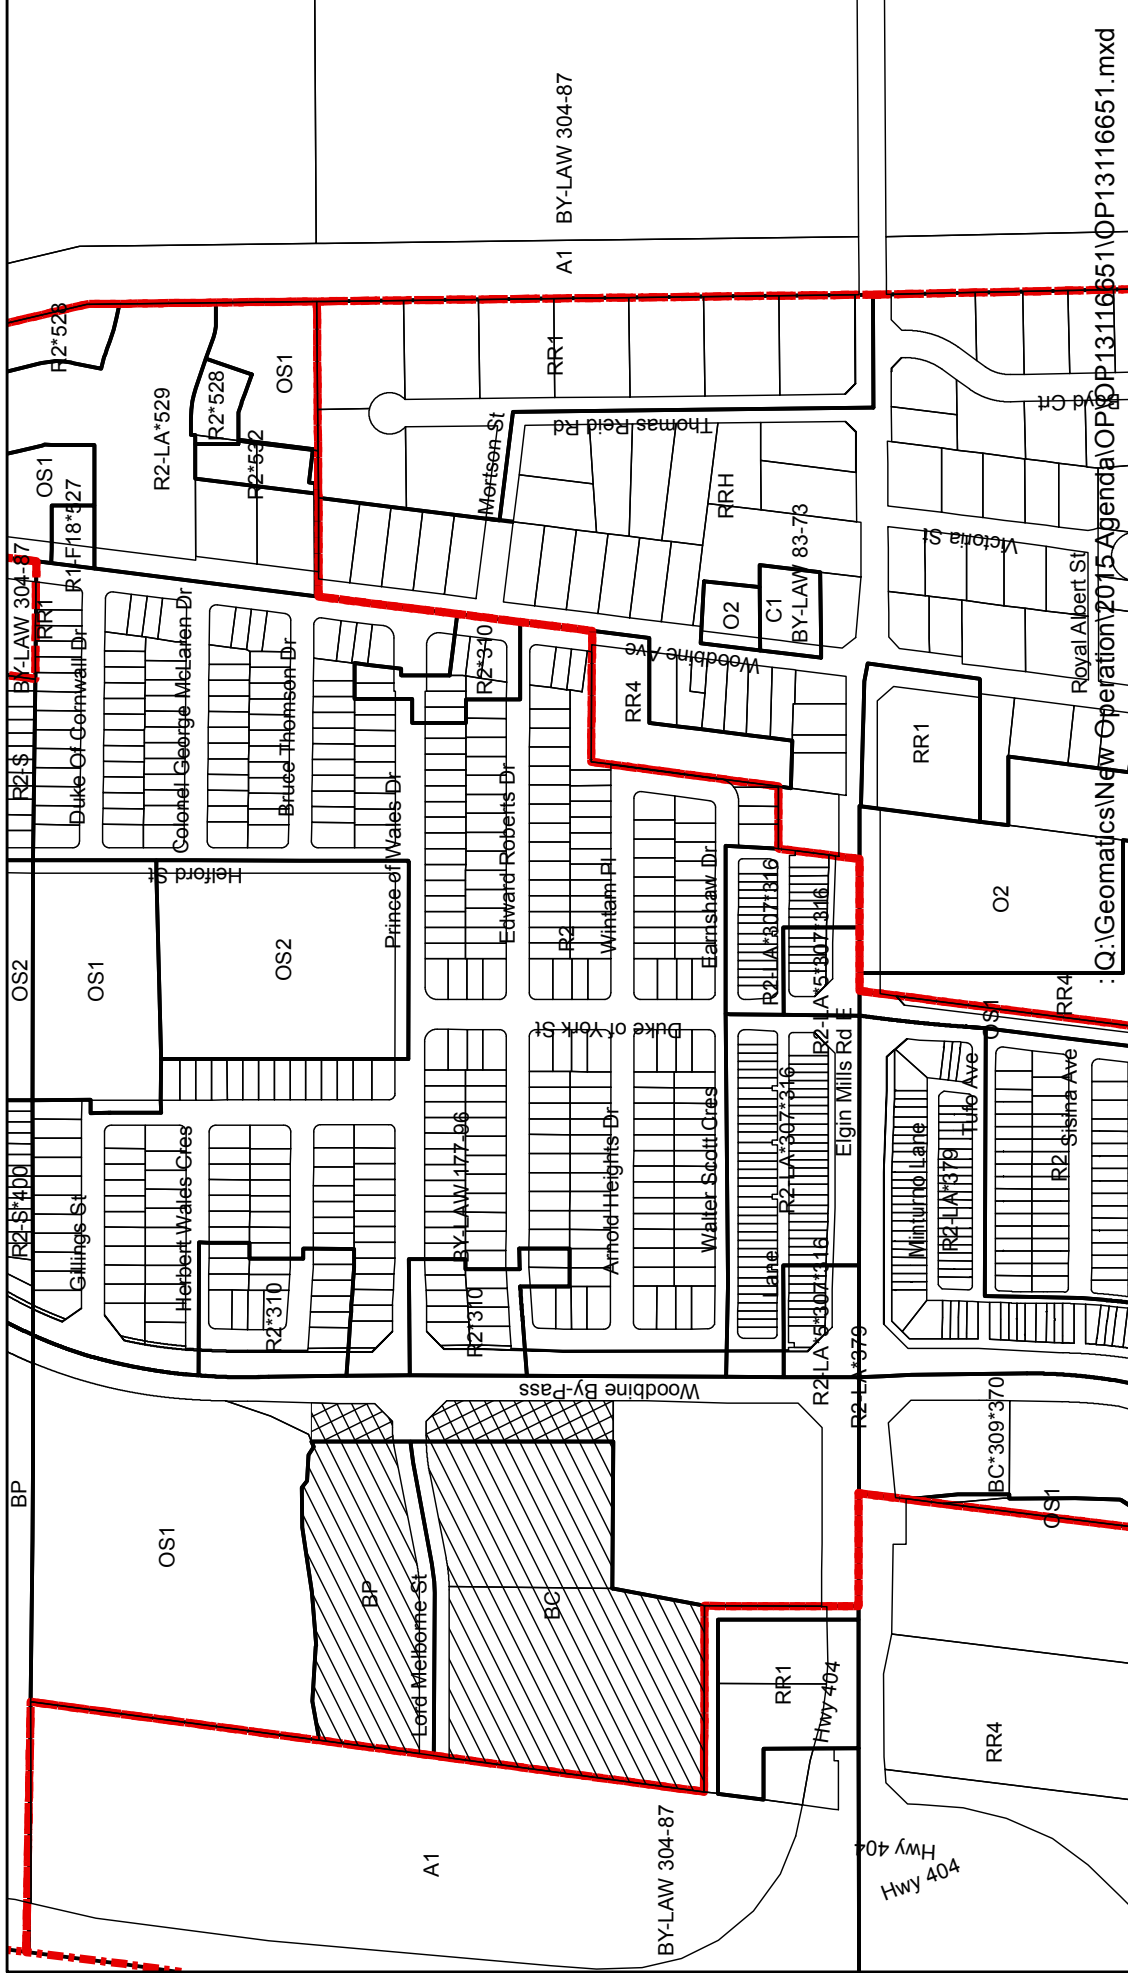 BP
OS2
R2-S*400
R2-S
BY-LAW 304-87
RR1
OS1
R1-F18*527
R2*528
R2-LA*529
R2*528
R2*532
OS1
A1
BY-LAW 304-87
OS1
OS1
OS2
Gillings St
Duke Of Cornwall Dr
Herbert Wales Cres
Colonel George McLaren Dr
Helford St
Bruce Thomson Dr
R2*310
Prince of Wales Dr
BP
Lord Melborne St
BC
A1
BY-LAW 304-87
RR1
Hwy 404
Hwy 404
Hwy 404
RR4
Woodbine By-Pass
R2*310
BY-LAW 177-96
Edward Roberts Dr
R2*310
R2
Wintam Pl
Arnold Heights Dr
Duke of York St
Walter Scott Cres
Earnshaw Dr
Lane
R2-LA*307*316
R2-LA*307*316
R2-LA*5*307*316
R2-LA*5*307*316
R2-LA*379
Elgin Mills Rd E
Mortson St
Thomas Reid Rd
RR1
RRH
O2
C1
BY-LAW 83-73
Woodbine Ave
RR4
RR1
O2
Victoria St
Royal Albert St
Boyd Crt
Minturno Lane
R2-LA*379
Tufo Ave
OS1
R2
Sisina Ave
RR4
BC*309*370
OS1
: Q:\Geomatics\New Operation\2015 Agenda\OP\OP13116651\OP13116651.mxd